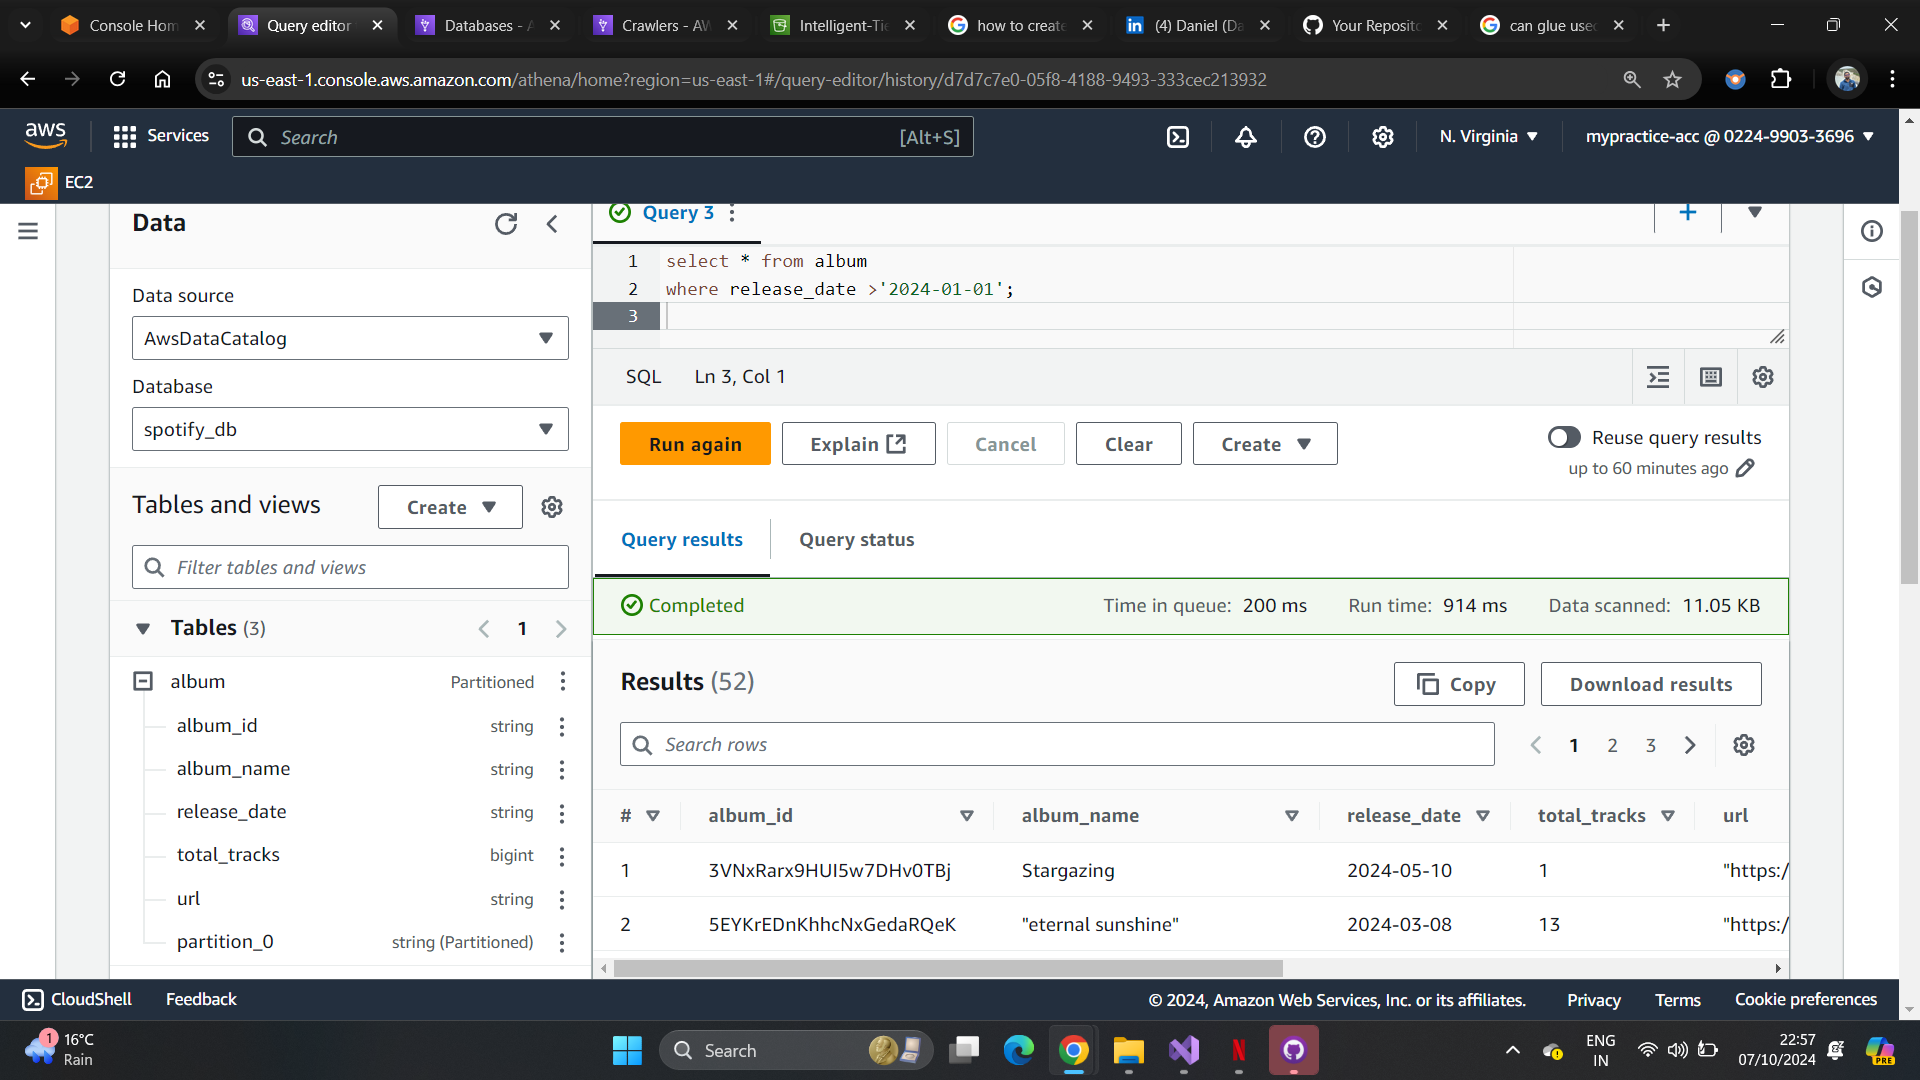 Console Hom
Query editor
Databases - A
Crawlers - AW
Intelligent-Tie
how to create
(4) Daniel (Da
Your Reposito
can glue used
us-east-1.console.aws.amazon.com/athena/home?region=us-east-1#/query-editor/history/d7d7c7e0-05f8-4188-9493-333cec213932
aws
Services
Search
[Alt+S]
N. Virginia
mypractice-acc @ 0224-9903-3696
EC2
Data
Data source
AwsDataCatalog
Database
spotify_db
Tables and views
Create
Filter tables and views
Tables (3)
1
album Partitioned
album_id string
album_name string
release_date string
total_tracks bigint
url string
partition_0 string (Partitioned)
Query 3
1 select * from album
2 where release_date >'2024-01-01';
3
SQL Ln 3, Col 1
Run again
Explain
Cancel
Clear
Create
Reuse query results
up to 60 minutes ago
Query results
Query status
Completed
Time in queue: 200 ms Run time: 914 ms Data scanned: 11.05 KB
Results (52)
Copy
Download results
Search rows
1 2 3
# album_id album_name release_date total_tracks url
1 3VNxRarx9HUI5w7DHv0TBj Stargazing 2024-05-10 1 "https:/
2 5EYKrEDnKhhcNxGedaRQeK "eternal sunshine" 2024-03-08 13 "https:/
CloudShell
Feedback
© 2024, Amazon Web Services, Inc. or its affiliates.
Privacy
Terms
Cookie preferences
1
16°C
Rain
Search
ENG
IN
22:57
07/10/2024
PRE